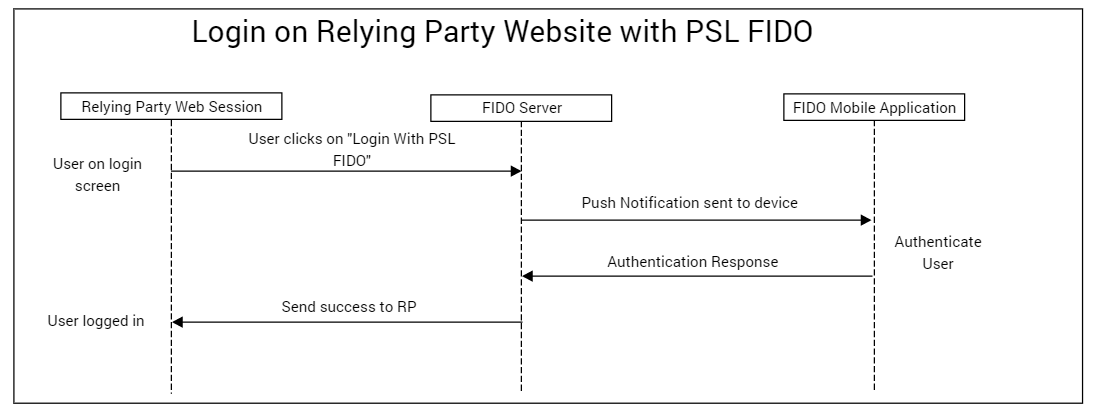 Login on Relying Party Website with PSL FIDO
Relying Party Web Session
FIDO Server
FIDO Mobile Application
User clicks on "Login With PSL
FIDO"
User on login
screen
Push Notification sent to device
Authenticate
User
Authentication Response
Send success to RP
User logged in